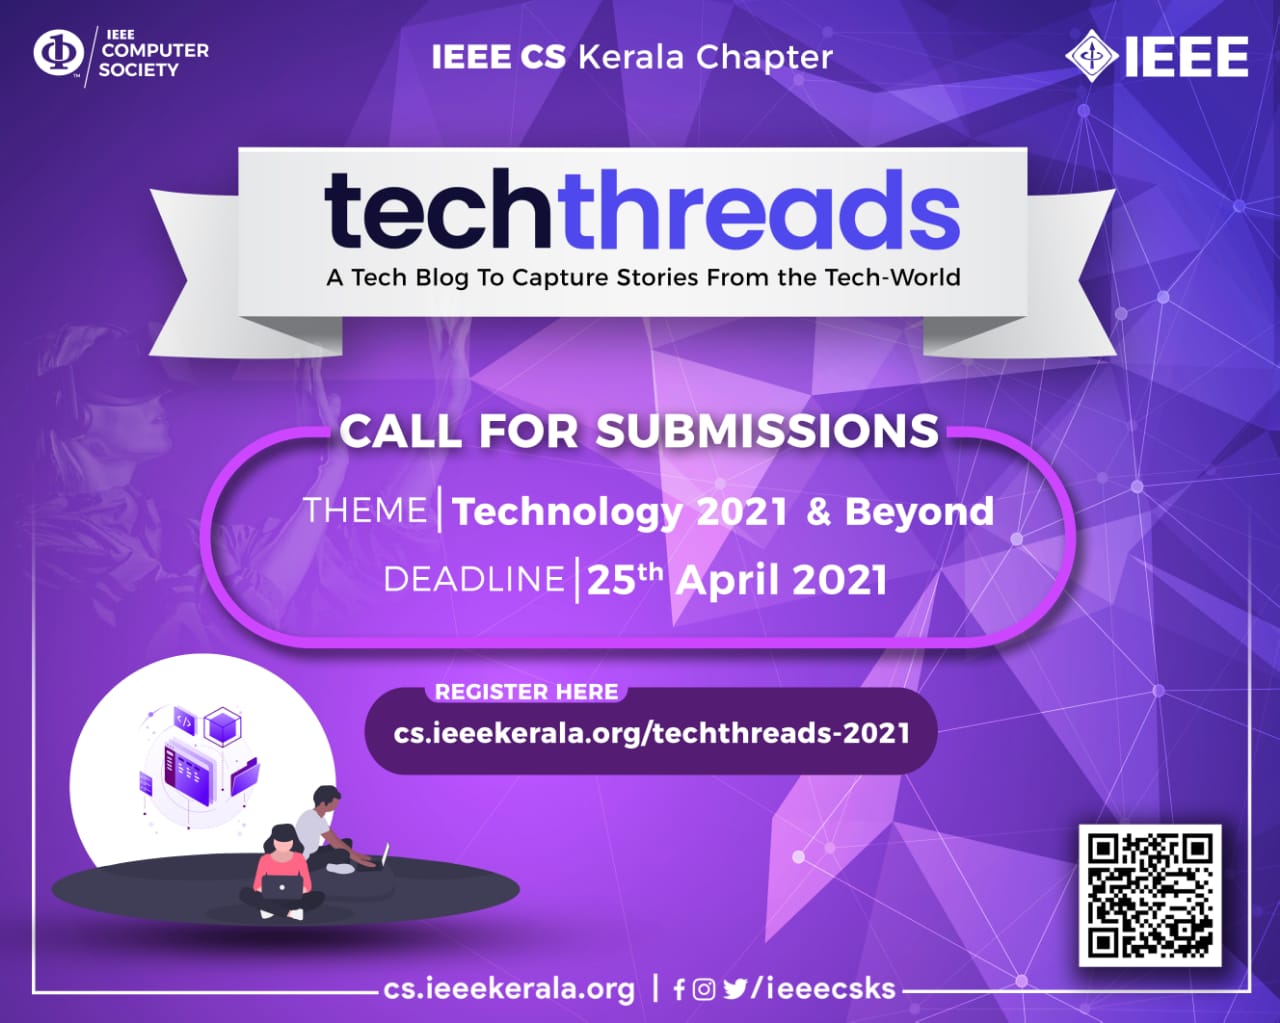 IEEE
COMPUTER
SOCIETY
IEEE CS Kerala Chapter
IEEE
techthreads
A Tech Blog To Capture Stories From the Tech-World
CALL FOR SUBMISSIONS
THEME | Technology 2021 & Beyond
DEADLINE | 25th April 2021
REGISTER HERE
cs.ieeekerala.org/techthreads-2021
cs.ieeekerala.org | /ieeecsks